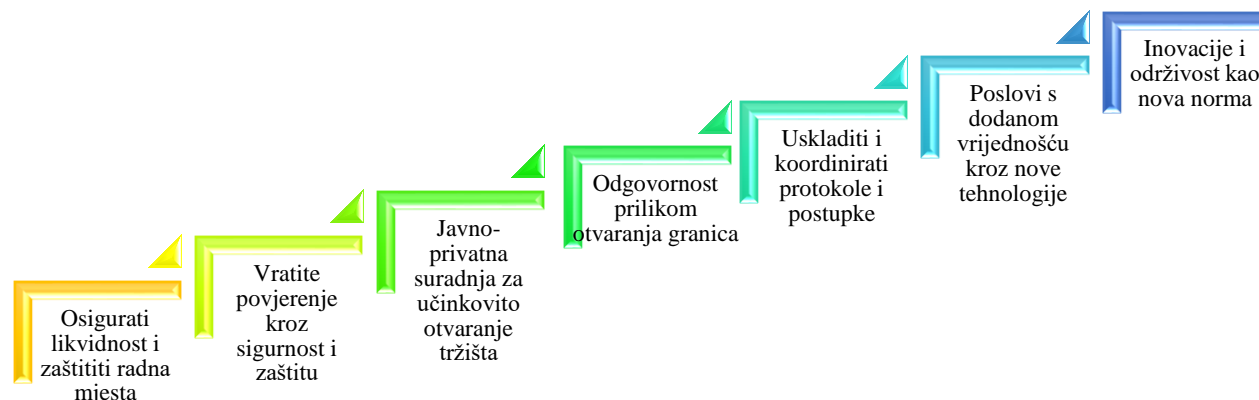 Osigurati
likvidnost i
zaštititi radna
mjesta
Vratite
povjerenje
kroz
sigurnost i
zaštitu
Javno-
privatna
suradnja za
učinkovito
otvaranje
tržišta
Odgovornost
prilikom
otvaranja granica
Uskladiti i
koordinirati
protokole i
postupke
Poslovi s
dodanom
vrijednošću
kroz nove
tehnologije
Inovacije i
održivost kao
nova norma